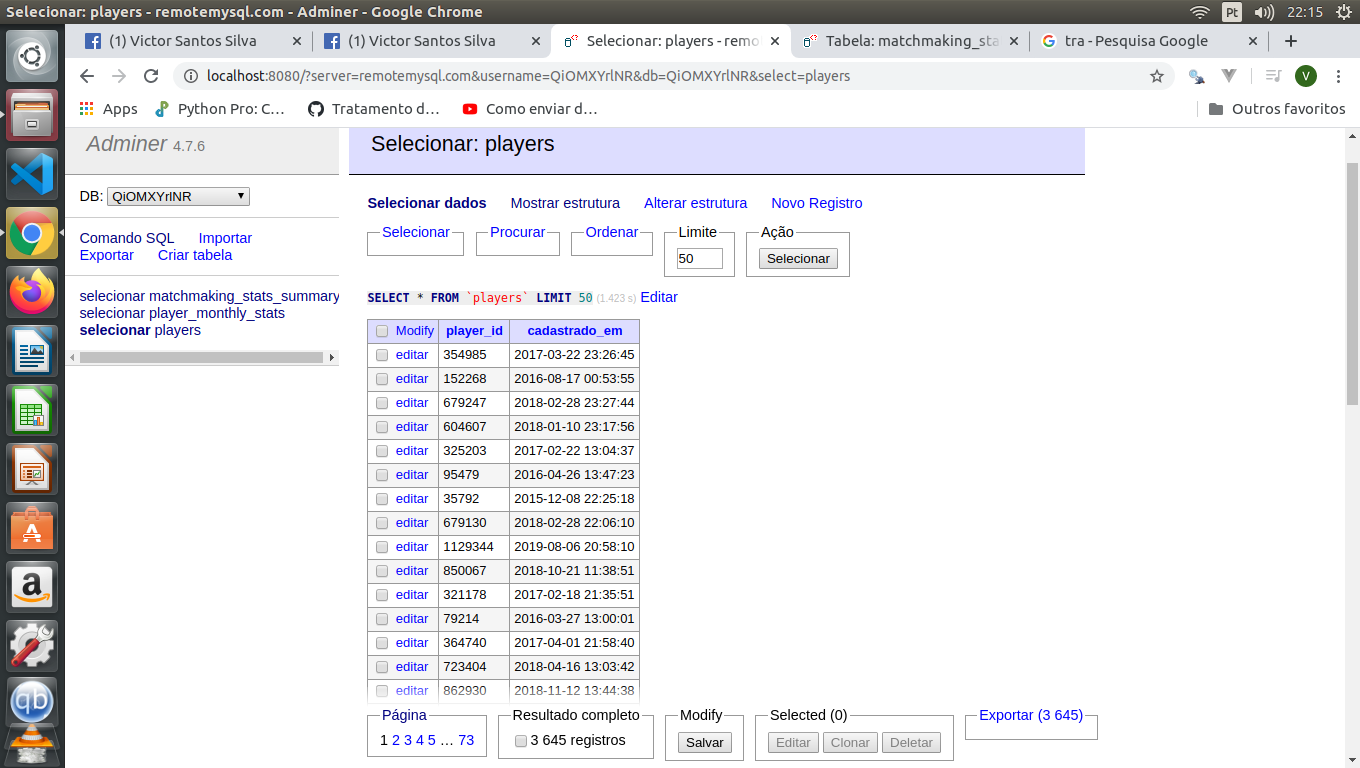 Selecionar: players - remotemysql.com - Adminer - Google Chrome
Pt
22:15
(1) Victor Santos Silva
(1) Victor Santos Silva
Selecionar: players - remo
Tabela: matchmaking_sta
tra - Pesquisa Google
localhost:8080/?server=remotemysql.com&username=QiOMXYrlNR&db=QiOMXYrlNR&select=players
V
Apps
Python Pro: C...
Tratamento d...
Como enviar d...
Outros favoritos
Adminer 4.7.6
DB: QiOMXYrlNR
Comando SQL Importar
Exportar Criar tabela
selecionar matchmaking_stats_summary
selecionar player_monthly_stats
selecionar players
Selecionar: players
Selecionar dados Mostrar estrutura Alterar estrutura Novo Registro
Selecionar Procurar Ordenar Limite Ação
50 Selecionar
SELECT * FROM `players` LIMIT 50 (1.423 s) Editar
Modify player_id cadastrado_em
editar 354985 2017-03-22 23:26:45
editar 152268 2016-08-17 00:53:55
editar 679247 2018-02-28 23:27:44
editar 604607 2018-01-10 23:17:56
editar 325203 2017-02-22 13:04:37
editar 95479 2016-04-26 13:47:23
editar 35792 2015-12-08 22:25:18
editar 679130 2018-02-28 22:06:10
editar 1129344 2019-08-06 20:58:10
editar 850067 2018-10-21 11:38:51
editar 321178 2017-02-18 21:35:51
editar 79214 2016-03-27 13:00:01
editar 364740 2017-04-01 21:58:40
editar 723404 2018-04-16 13:03:42
editar 862930 2018-11-12 13:44:38
Página Resultado completo Modify Selected (0) Exportar (3 645)
1 2 3 4 5 ... 73 3 645 registros Salvar Editar Clonar Deletar
a
qb